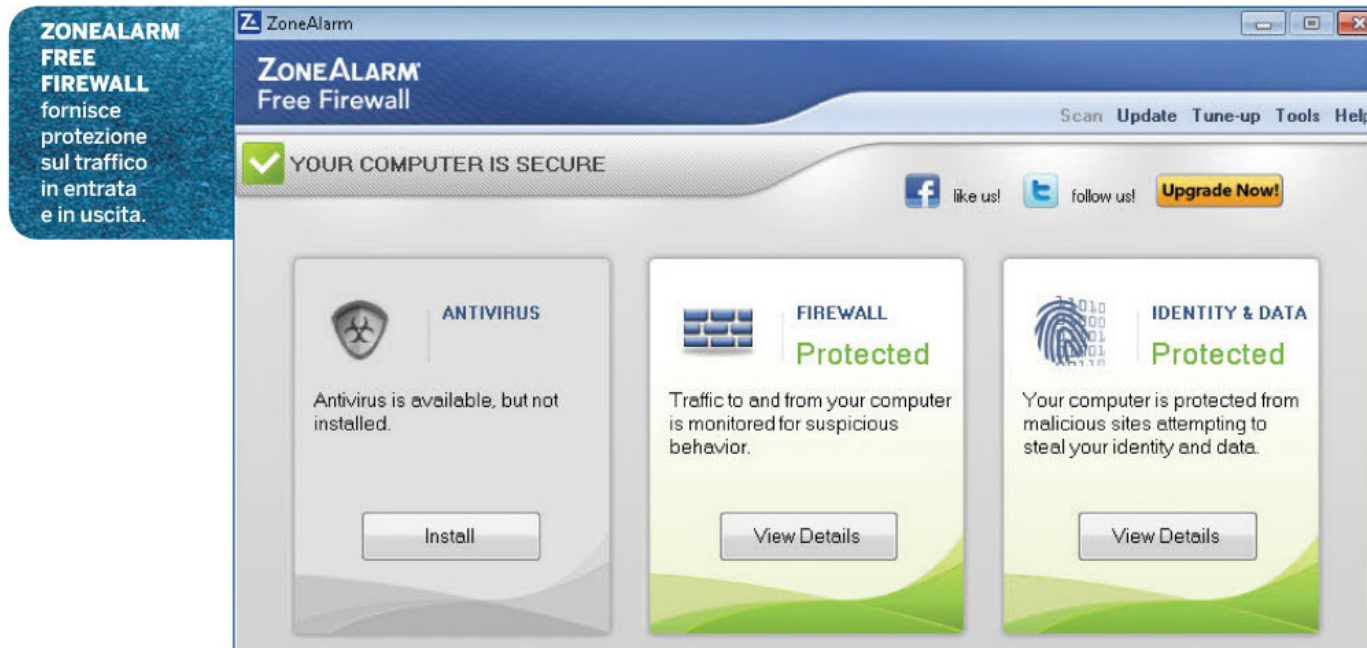 ZONEALARM
FREE
FIREWALL
fornisce
protezione
sul traffico
in entrata
e in uscita.
ZoneAlarm
ZONEALARM
Free Firewall
Scan Update Tune-up Tools Help
YOUR COMPUTER IS SECURE
like us! follow us! Upgrade Now!
ANTIVIRUS
Antivirus is available, but not
installed.
Install
FIREWALL
Protected
Traffic to and from your computer
is monitored for suspicious
behavior.
View Details
IDENTITY & DATA
Protected
Your computer is protected from
malicious sites attempting to
steal your identity and data.
View Details